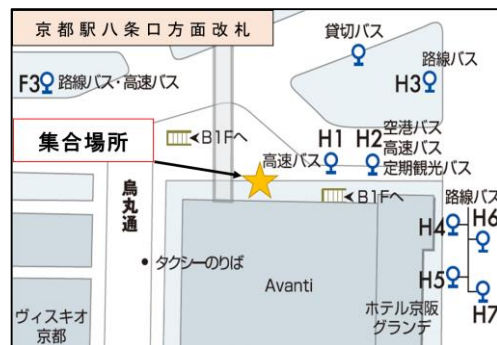 京都駅八条口方面改札
貸切バス
F3 路線バス・高速バス
路線バス
H3
集合場所
◀B1Fへ
高速バス
H1
H2
空港バス
高速バス
定期観光バス
◀B1Fへ
烏丸通
路線バス
H4
H6
タクシーのりば
Avanti
H5
H7
ヴィスキオ
京都
ホテル京阪
グランデ